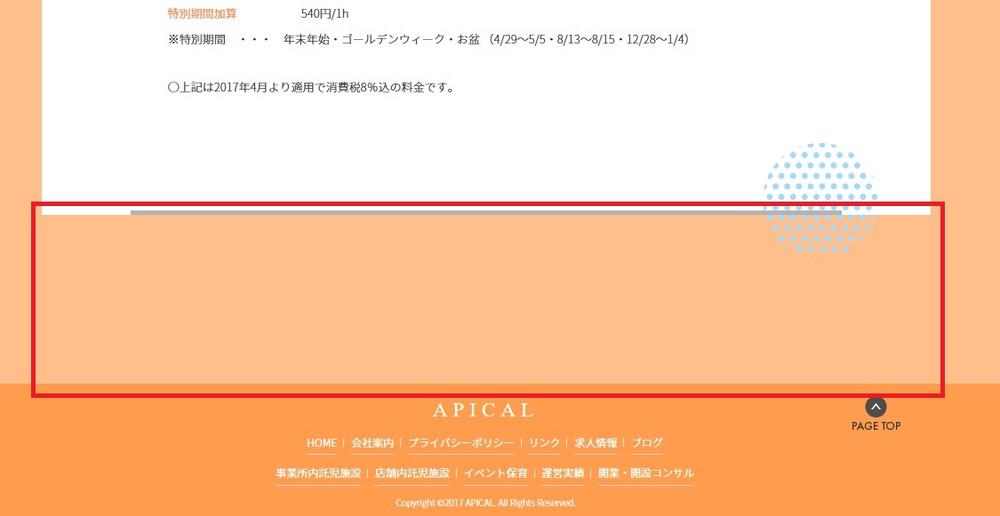 特別期間加算 540円/1h
※特別期間 ・・・ 年末年始・ゴールデンウィーク・お盆 （4/29～5/5・8/13～8/15・12/28～1/4）
〇上記は2017年4月より適用で消費税8%込の料金です。
APICAL
PAGE TOP
HOME | 会社案内 | プライバシーポリシー | リンク | 求人情報 | ブログ
事業所内託児施設 | 店舗内託児施設 | イベント保育 | 運営実績 | 開業・開設コンサル
Copyright ©2017 APICAL. All Rights Reserved.